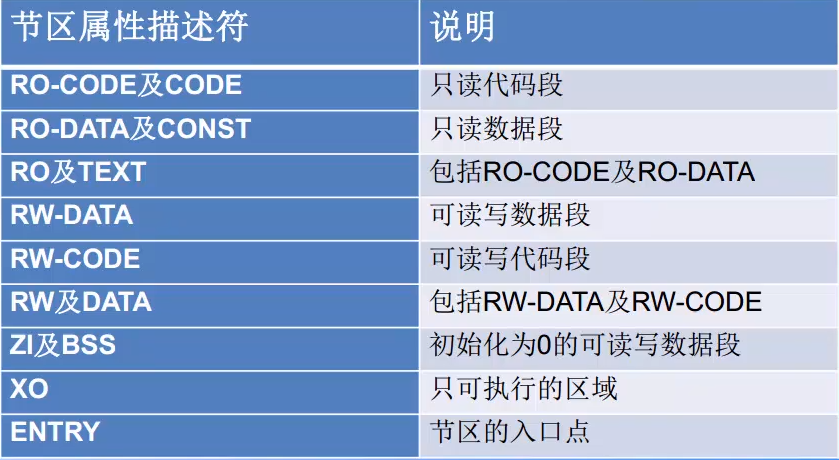 节区属性描述符 说明
RO-CODE及CODE 只读代码段
RO-DATA及CONST 只读数据段
RO及TEXT 包括RO-CODE及RO-DATA
RW-DATA 可读写数据段
RW-CODE 可读写代码段
RW及DATA 包括RW-DATA及RW-CODE
ZI及BSS 初始化为0的可读写数据段
XO 只可执行的区域
ENTRY 节区的入口点